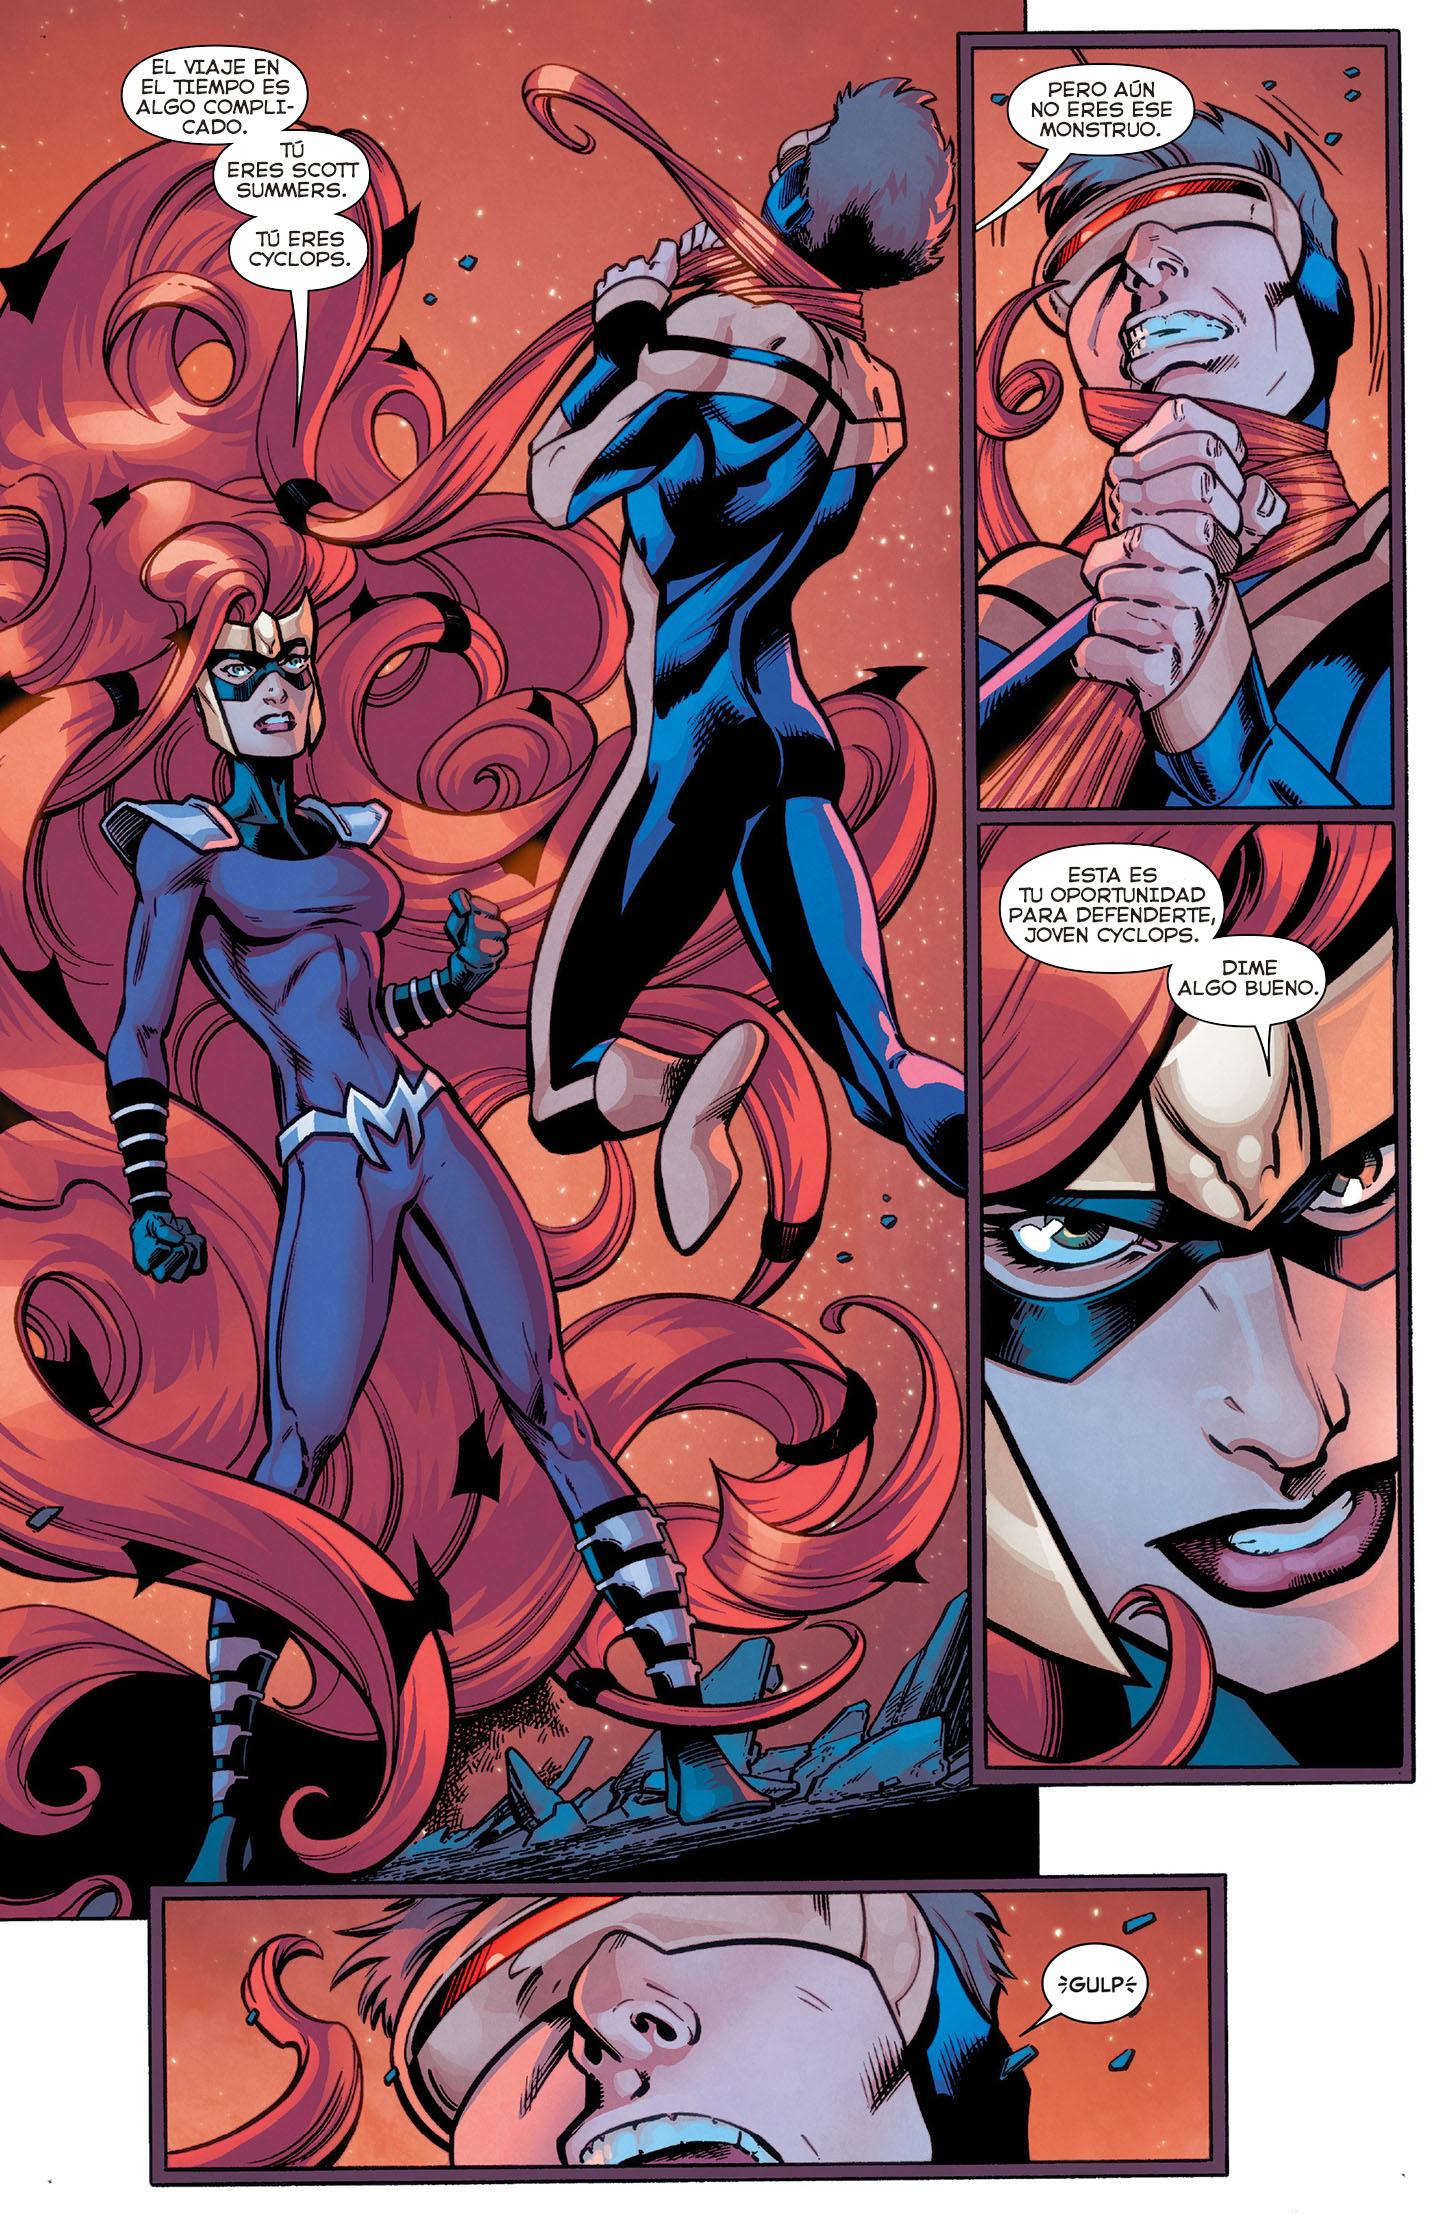 EL VIAJE EN
EL TIEMPO ES
ALGO COMPLI-
CADO.
TÚ
ERES SCOTT
SUMMERS.
TÚ ERES
CYCLOPS.
PERO AÚN
NO ERES ESE
MONSTRUO.
ESTA ES
TU OPORTUNIDAD
PARA DEFENDERTE,
JOVEN CYCLOPS.
DIME
ALGO BUENO.
GULP